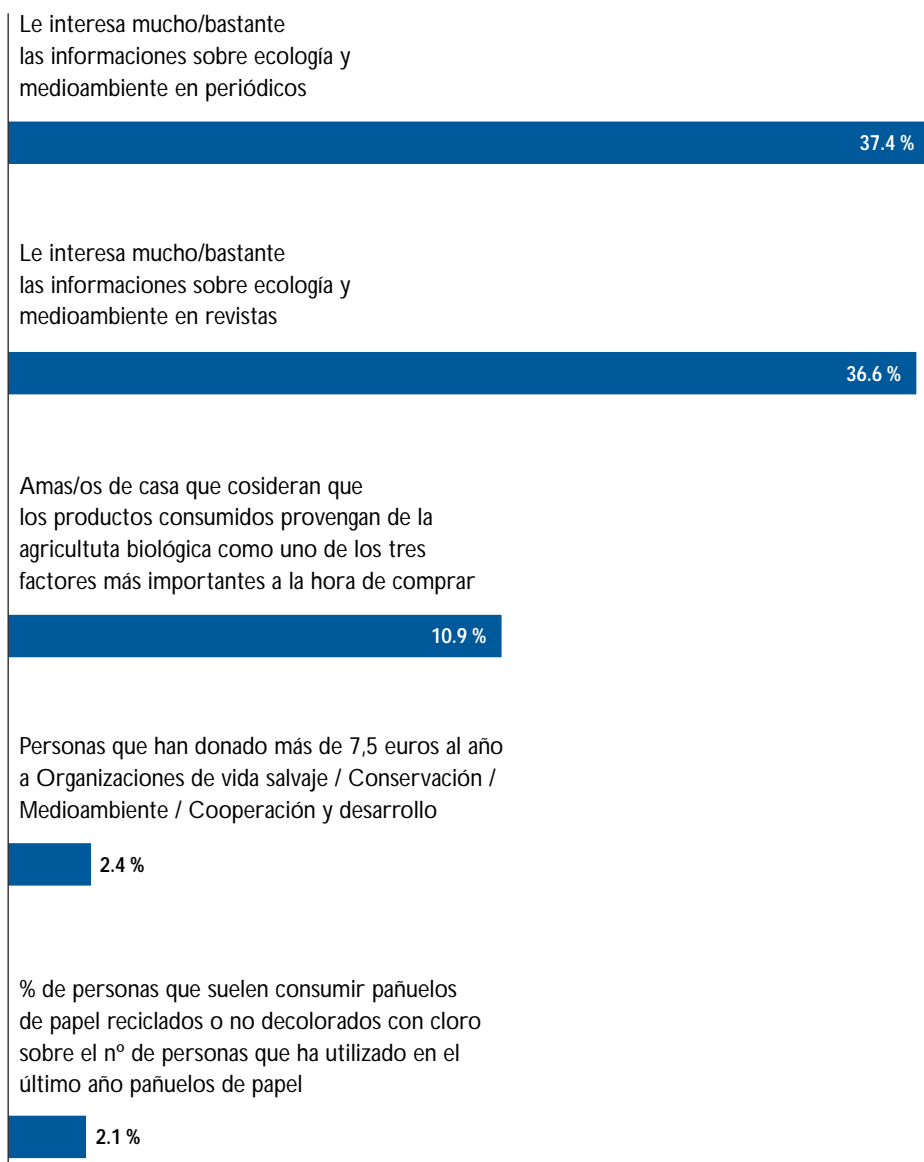 Le interesa mucho/bastante
las informaciones sobre ecología y
medioambiente en periódicos
37.4 %
Le interesa mucho/bastante
las informaciones sobre ecología y
medioambiente en revistas
36.6 %
Amas/os de casa que cosideran que
los productos consumidos provengan de la
agricultuta biológica como uno de los tres
factores más importantes a la hora de comprar
10.9 %
Personas que han donado más de 7,5 euros al año
a Organizaciones de vida salvaje / Conservación /
Medioambiente / Cooperación y desarrollo
2.4 %
% de personas que suelen consumir pañuelos
de papel reciclados o no decolorados con cloro
sobre el nº de personas que ha utilizado en el
último año pañuelos de papel
2.1 %